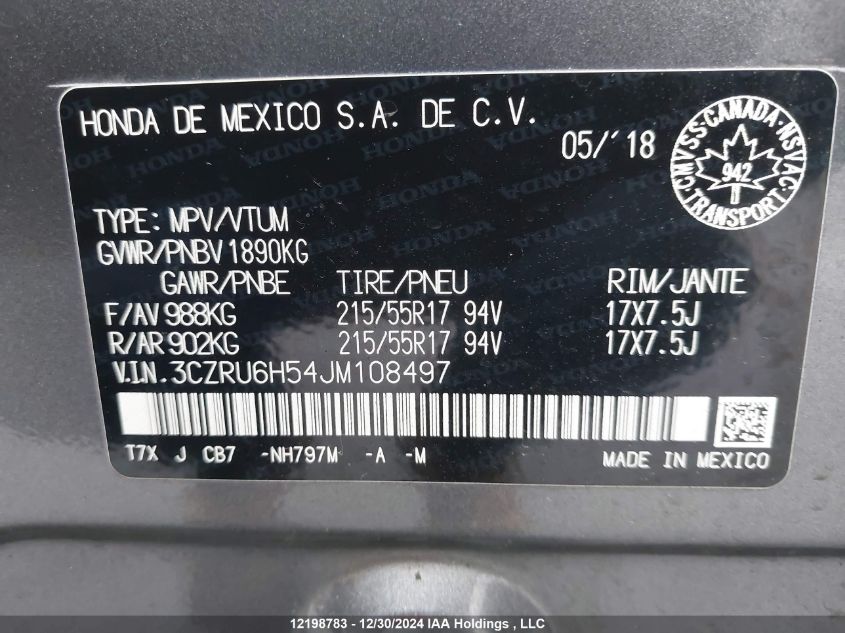 HONDA DE MEXICO S.A. DE C.V.
05/'18
CMVSS·CANADA·NSVAC·TRANSPORT·
942
TYPE: MPV/VTUM
GVWR/PNBV 1890KG
GAWR/PNBE TIRE/PNEU RIM/JANTE
F/AV 988KG 215/55R17 94V 17X7.5J
R/AR 902KG 215/55R17 94V 17X7.5J
V.I.N. 3CZRU6H54JM108497
T7X J CB7 -NH797M -A -M MADE IN MEXICO
12198783 - 12/30/2024 IAA Holdings , LLC